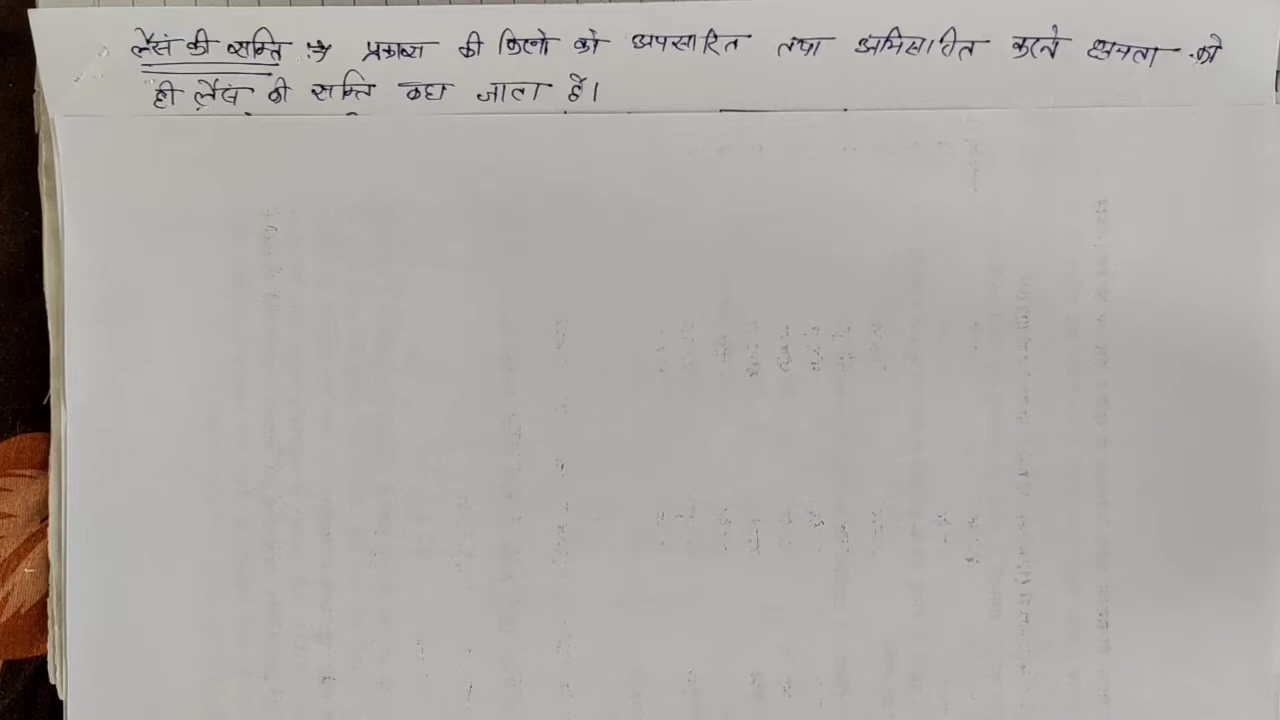 लैसं की शक्ति ⇒ प्रकाश की किरणो को अपसारित तथा अभिसारित करने क्षमता को
ही लैंस की शक्ति कहा जाता है।